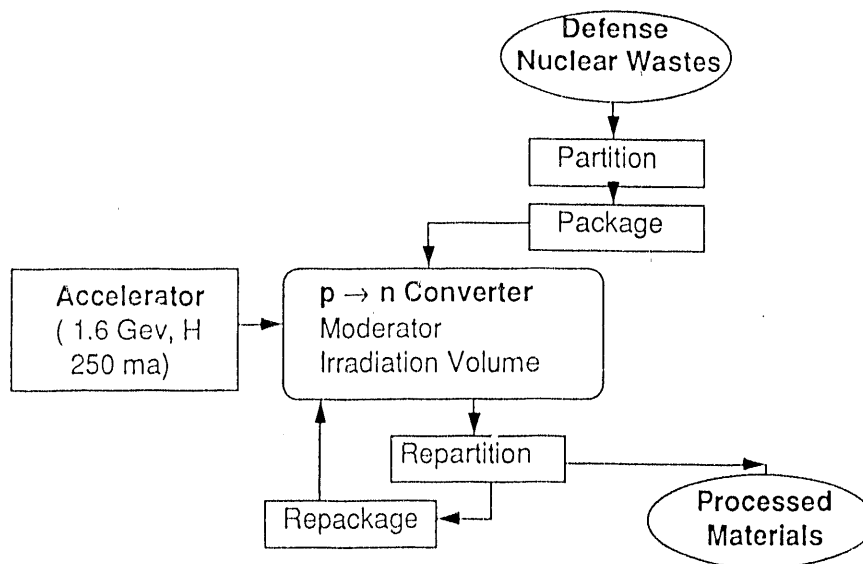 Defense
Nuclear Wastes
Partition
Package
Accelerator
( 1.6 Gev, H
250 ma)
p → n Converter
Moderator
Irradiation Volume
Repartition
Repackage
Processed
Materials